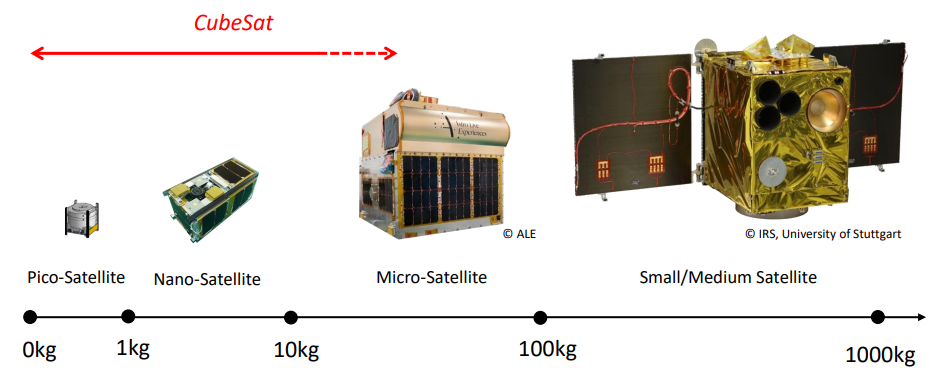 CubeSat
Astro Live
Experiences
© ALE
© IRS, University of Stuttgart
Pico-Satellite
Nano-Satellite
Micro-Satellite
Small/Medium Satellite
0kg
1kg
10kg
100kg
1000kg